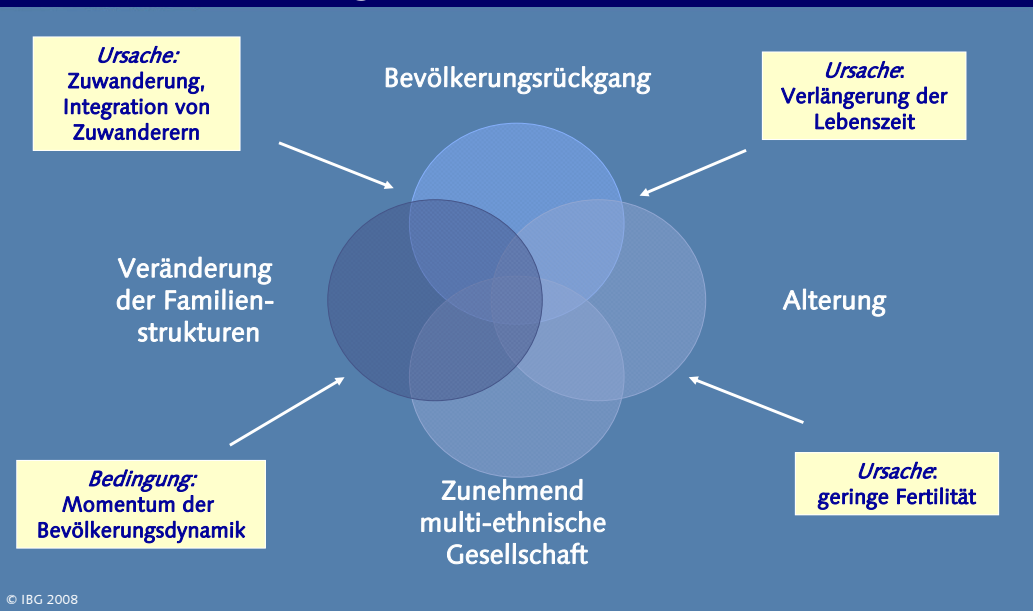 Ursache:
Zuwanderung,
Integration von
Zuwanderern
Bevölkerungsrückgang
Ursache:
Verlängerung der
Lebenszeit
Veränderung
der Familien-
strukturen
Alterung
Bedingung:
Momentum der
Bevölkerungsdynamik
Zunehmend
multi-ethnische
Gesellschaft
Ursache:
geringe Fertilität
© IBG 2008